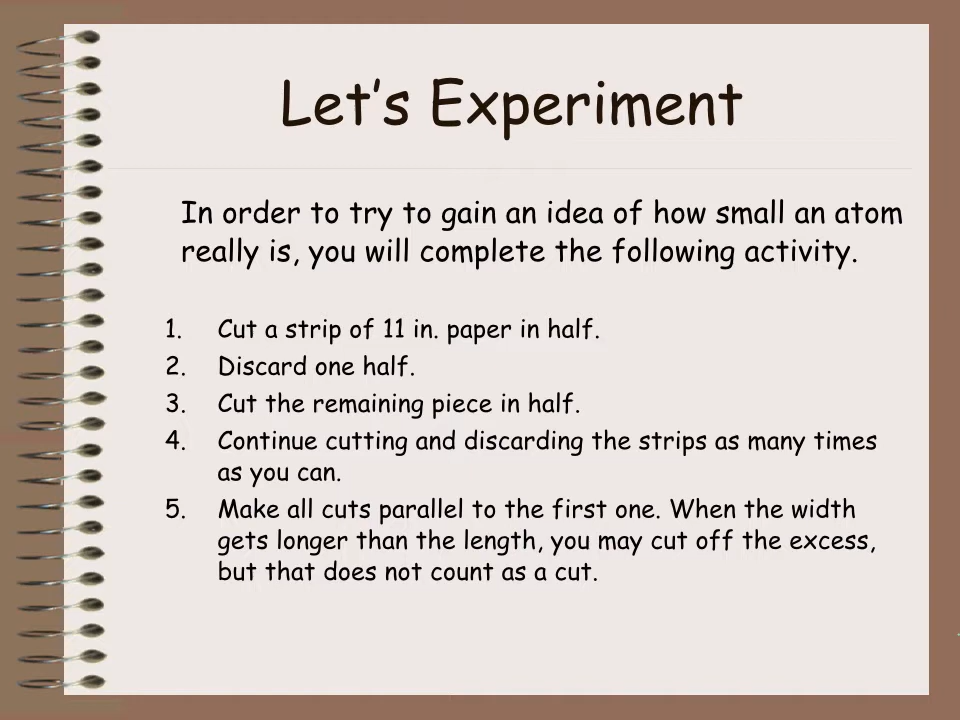 Let’s Experiment
In order to try to gain an idea of how small an atom
really is, you will complete the following activity.
1. Cut a strip of 11 in. paper in half.
2. Discard one half.
3. Cut the remaining piece in half.
4. Continue cutting and discarding the strips as many times
as you can.
5. Make all cuts parallel to the first one. When the width
gets longer than the length, you may cut off the excess,
but that does not count as a cut.